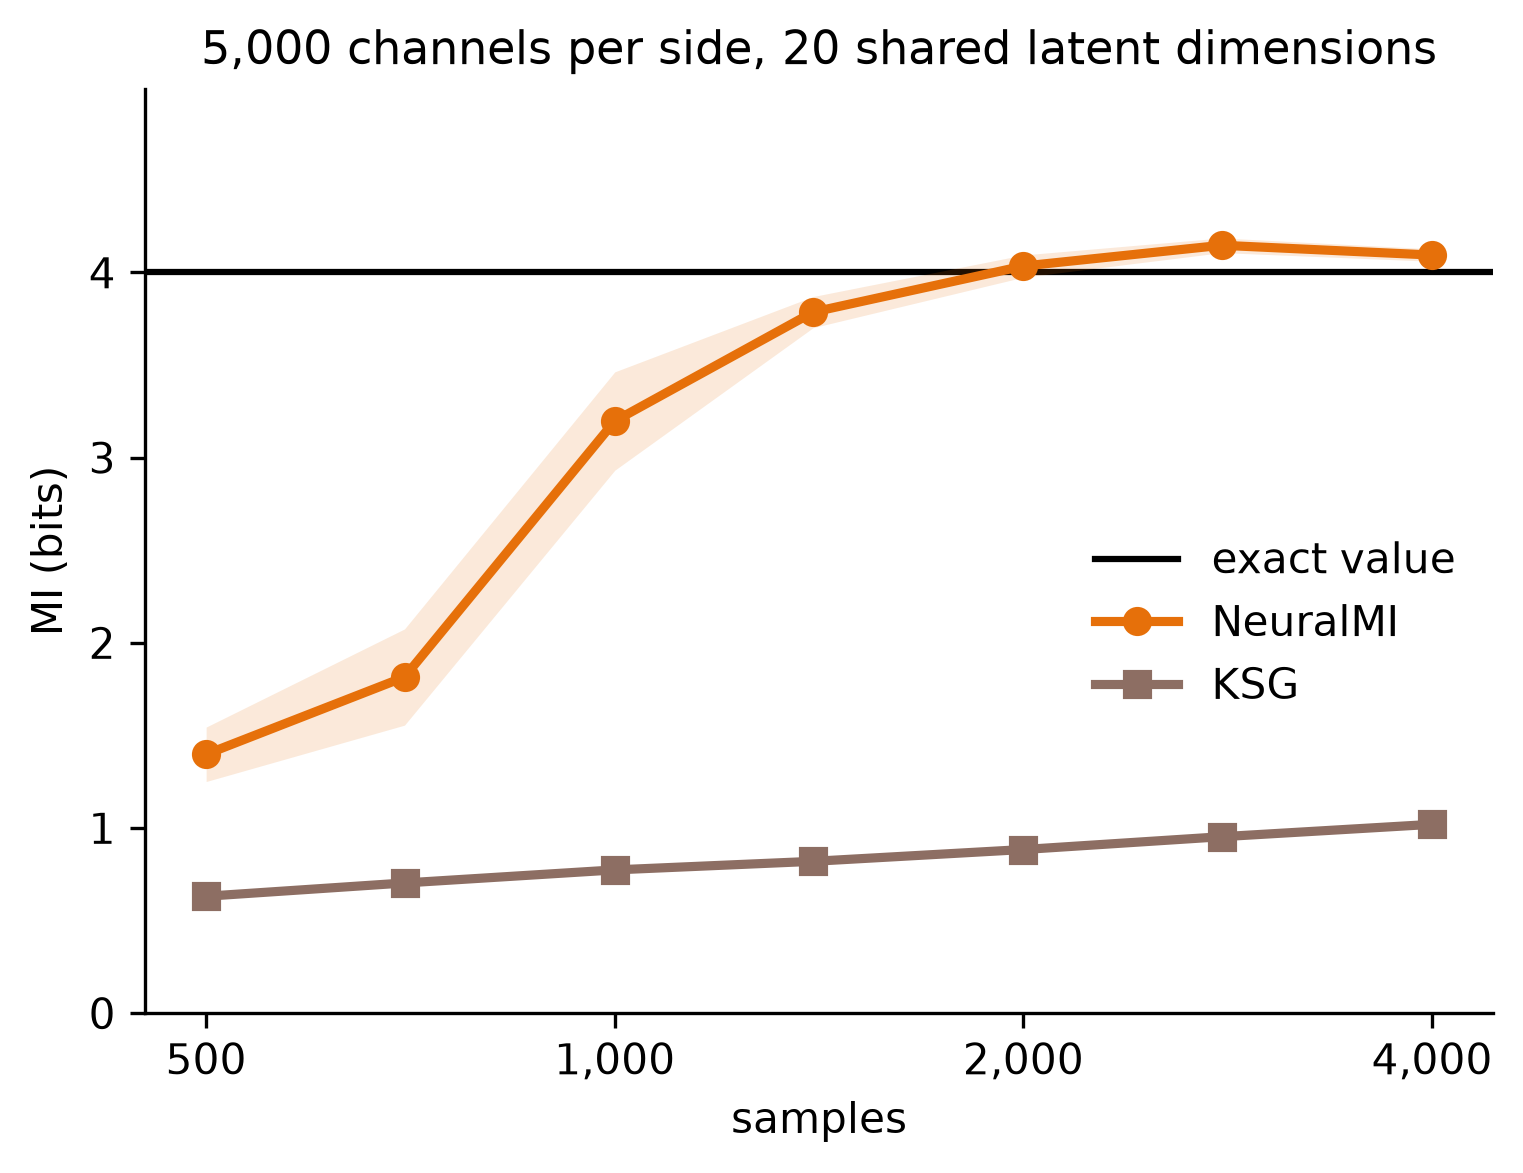 5,000 channels per side, 20 shared latent dimensions
MI (bits)
4
3
2
1
0
exact value
NeuralMI
KSG
500
1,000
2,000
4,000
samples